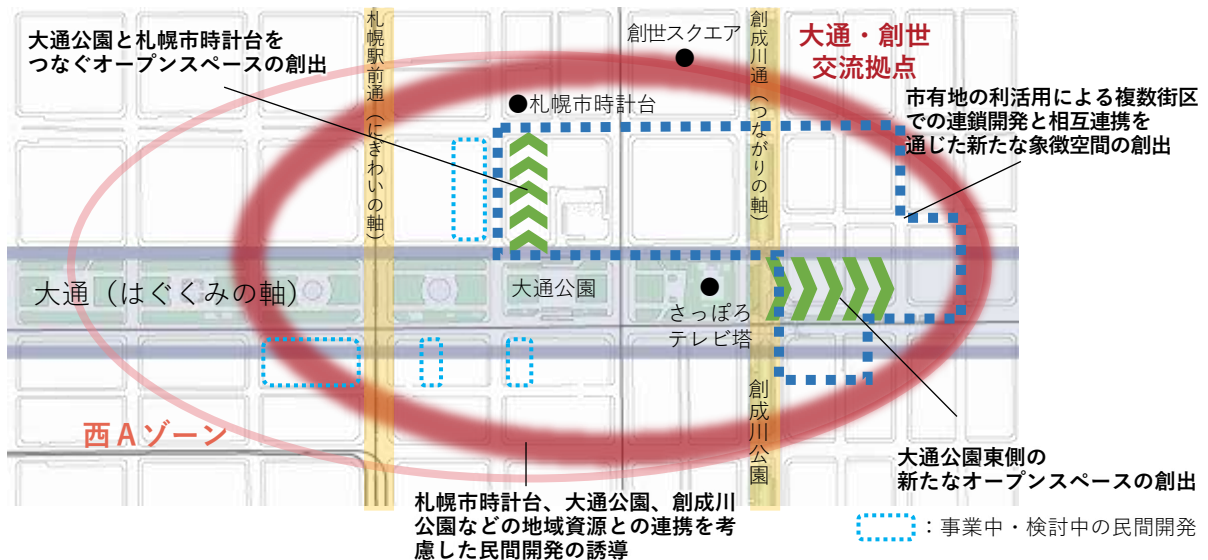 大通公園と札幌市時計台を
つなぐオープンスペースの創出
札幌駅前通（にぎわいの軸）
創世スクエア
創成川通（つながりの軸）
大通・創世
交流拠点
札幌市時計台
市有地の利活用による複数街区
での連鎖開発と相互連携を
通じた新たな象徴空間の創出
大通（はぐくみの軸）
大通公園
さっぽろ
テレビ塔
創成川公園
西Ａゾーン
大通公園東側の
新たなオープンスペースの創出
札幌市時計台、大通公園、創成川
公園などの地域資源との連携を考
慮した民間開発の誘導
：事業中・検討中の民間開発